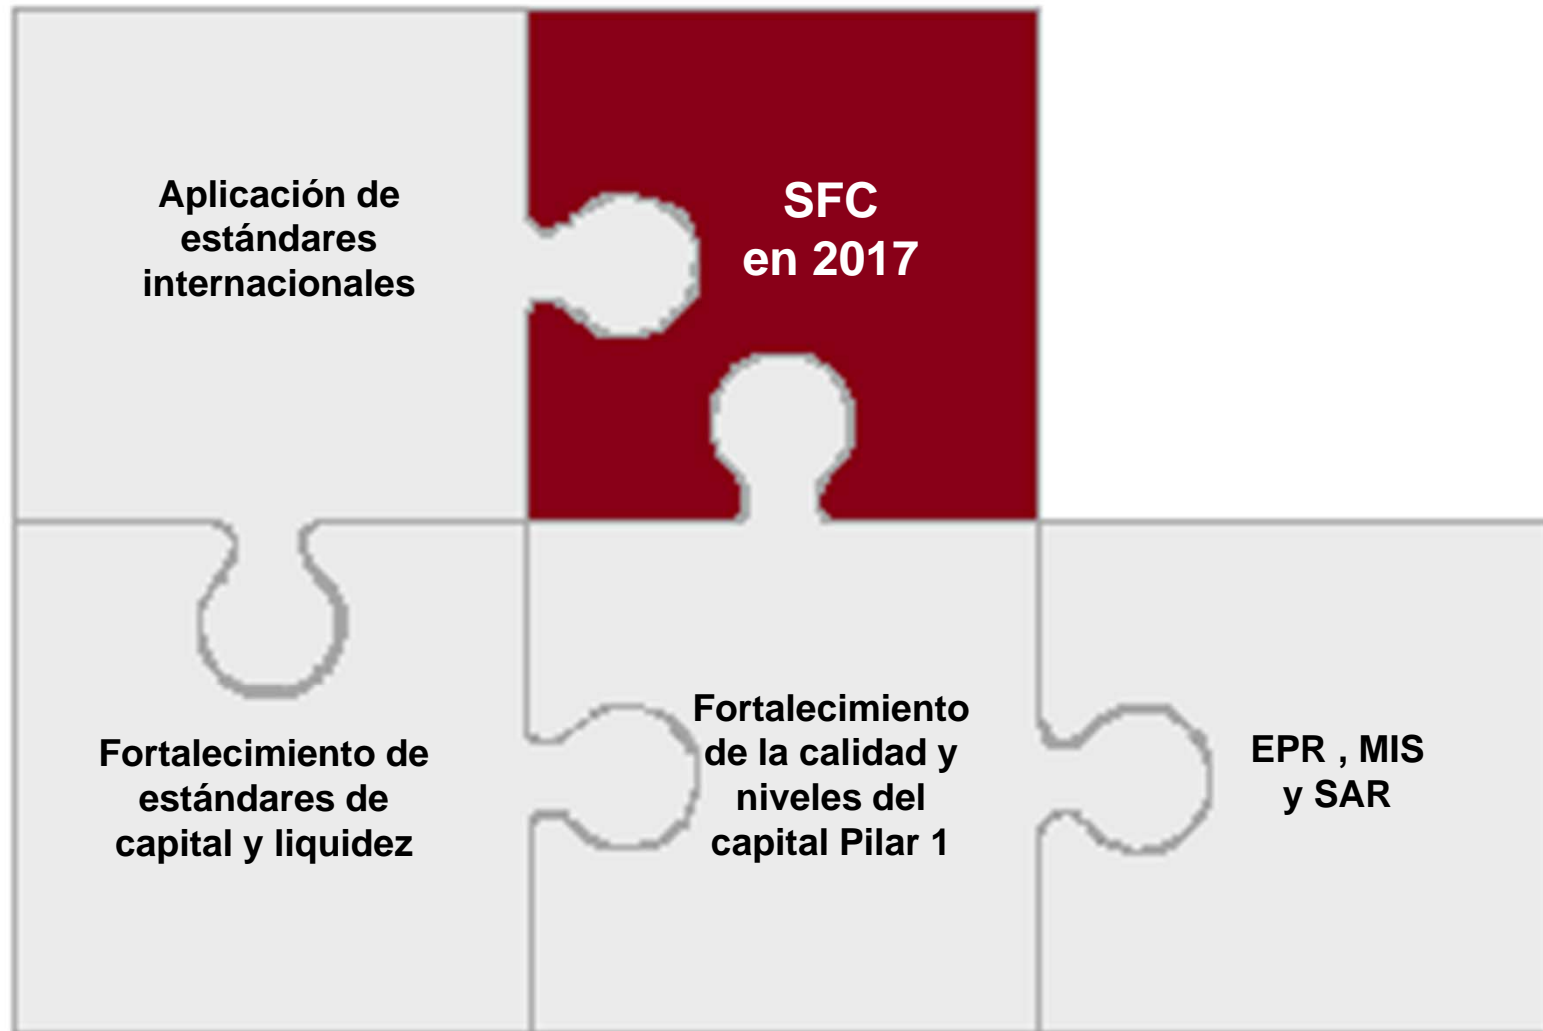 Aplicación de
estándares
internacionales
SFC
en 2017
Fortalecimiento de
estándares de
capital y liquidez
Fortalecimiento
de la calidad y
niveles del
capital Pilar 1
EPR , MIS
y SAR